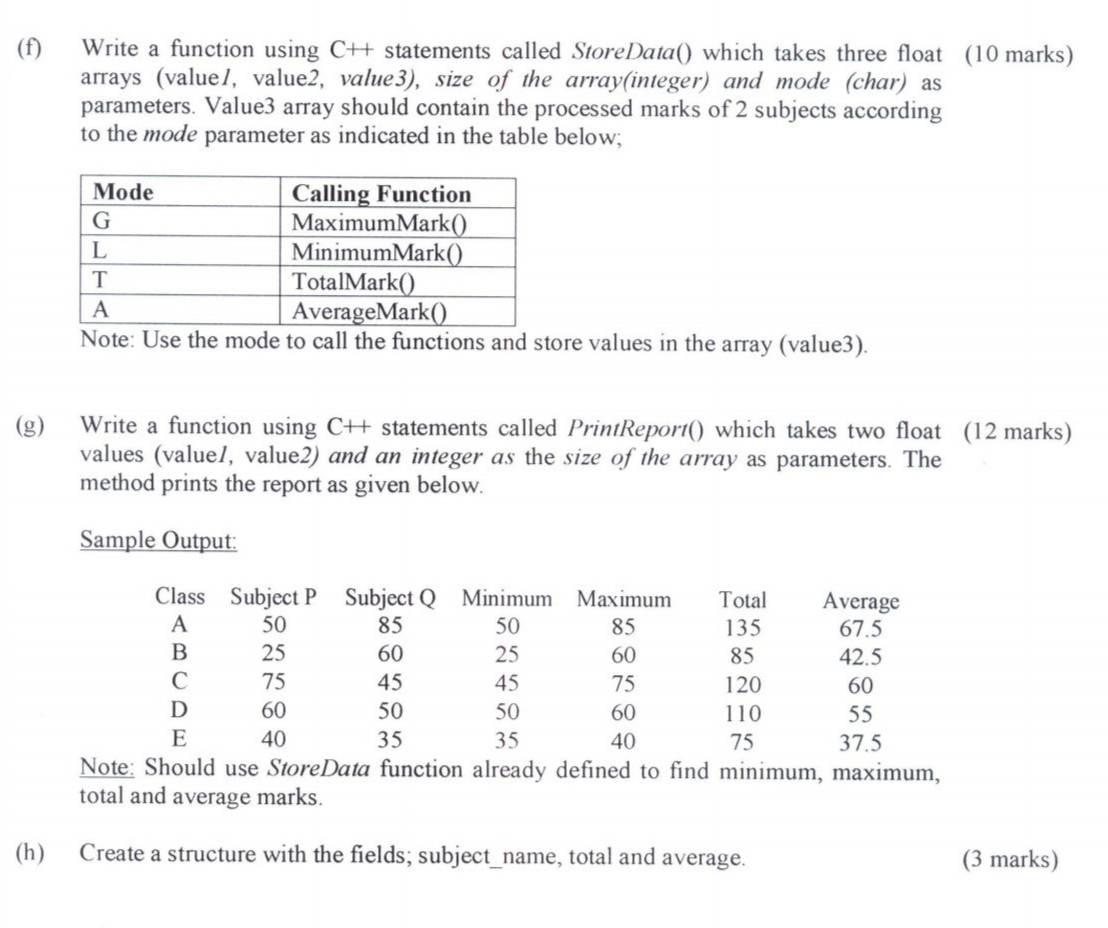 (f) Write a function using C++ statements called StoreData() which takes three float (10 marks)
arrays (value1, value2, value3), size of the array(integer) and mode (char) as
parameters. Value3 array should contain the processed marks of 2 subjects according
to the mode parameter as indicated in the table below;
Mode Calling Function
G MaximumMark()
L MinimumMark()
T TotalMark()
A AverageMark()
Note: Use the mode to call the functions and store values in the array (value3).
(g) Write a function using C++ statements called PrintReport() which takes two float (12 marks)
values (value1, value2) and an integer as the size of the array as parameters. The
method prints the report as given below.
Sample Output:
Class Subject P Subject Q Minimum Maximum Total Average
A 50 85 50 85 135 67.5
B 25 60 25 60 85 42.5
C 75 45 45 75 120 60
D 60 50 50 60 110 55
E 40 35 35 40 75 37.5
Note: Should use StoreData function already defined to find minimum, maximum,
total and average marks.
(h) Create a structure with the fields; subject_name, total and average. (3 marks)